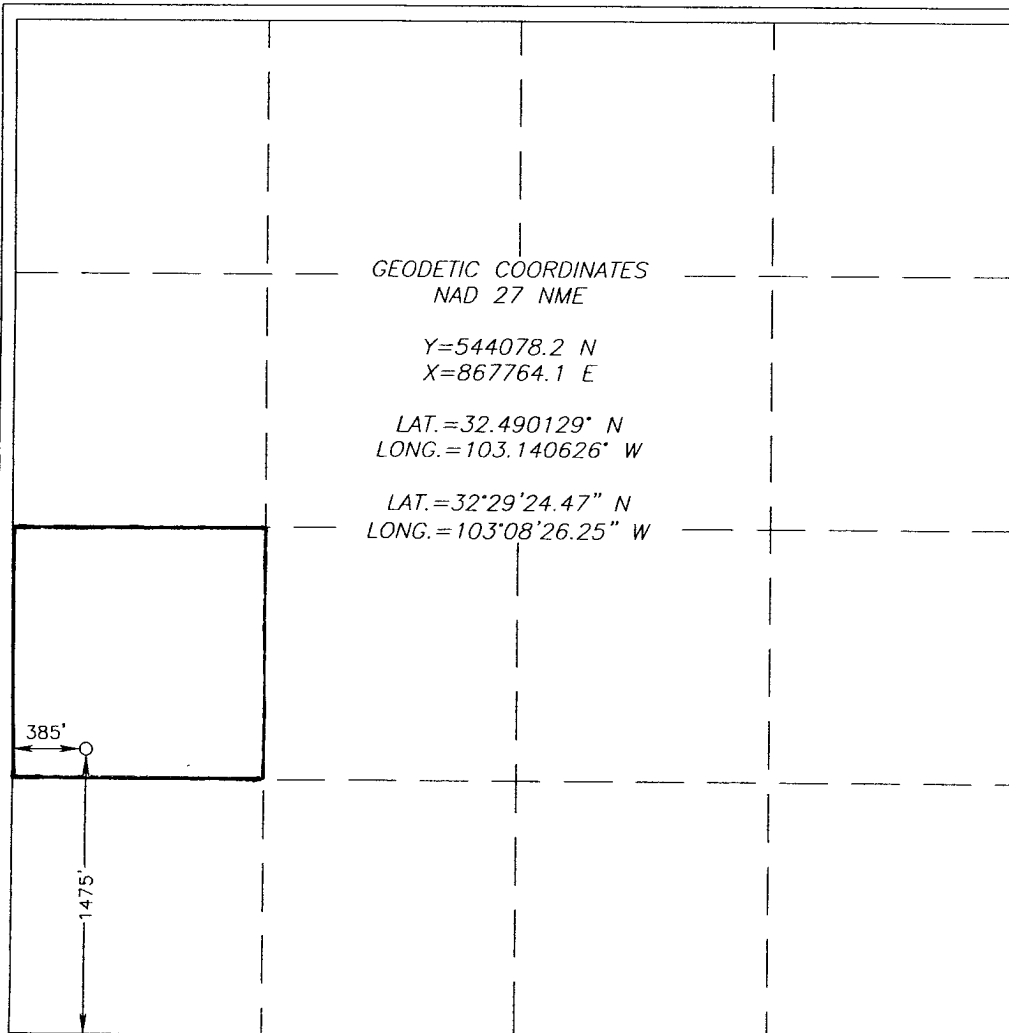 GEODETIC COORDINATES
NAD 27 NME
Y=544078.2 N
X=867764.1 E
LAT.=32.490129° N
LONG.=103.140626° W
LAT.=32°29'24.47" N
LONG.=103°08'26.25" W
385'
1475'